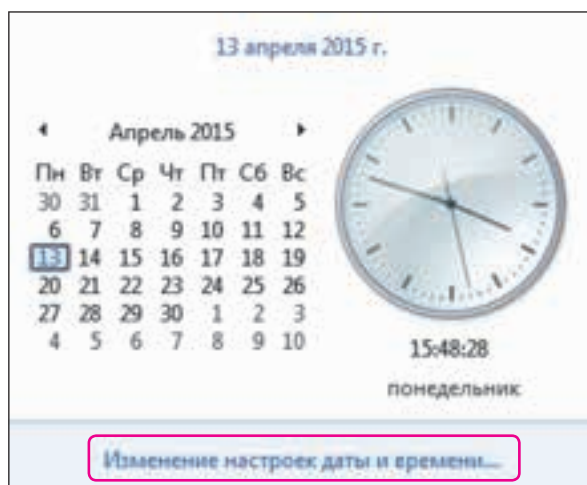 13 апреля 2015 г.
Апрель 2015
Пн Вт Ср Чт Пт Сб Вс
30 31 1 2 3 4 5
6 7 8 9 10 11 12
13 14 15 16 17 18 19
20 21 22 23 24 25 26
27 28 29 30 1 2 3
4 5 6 7 8 9 10
15:48:28
понедельник
Изменение настроек даты и времени...